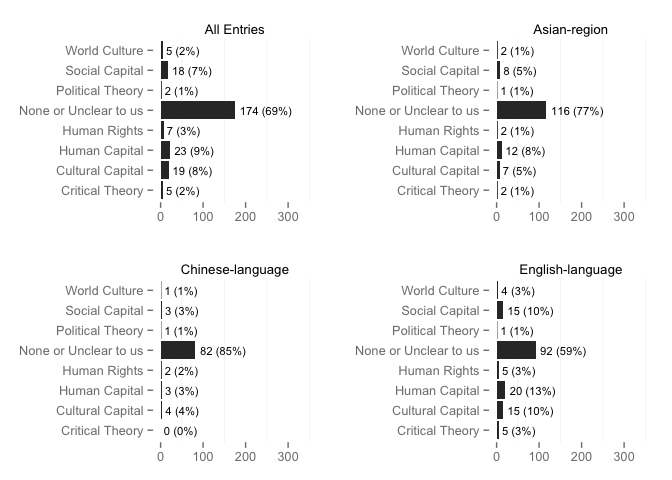 All Entries
World Culture 5 (2%)
Social Capital 18 (7%)
Political Theory 2 (1%)
None or Unclear to us 174 (69%)
Human Rights 7 (3%)
Human Capital 23 (9%)
Cultural Capital 19 (8%)
Critical Theory 5 (2%)
0 100 200 300
Asian-region
World Culture 2 (1%)
Social Capital 8 (5%)
Political Theory 1 (1%)
None or Unclear to us 116 (77%)
Human Rights 2 (1%)
Human Capital 12 (8%)
Cultural Capital 7 (5%)
Critical Theory 2 (1%)
0 100 200 300
Chinese-language
World Culture 1 (1%)
Social Capital 3 (3%)
Political Theory 1 (1%)
None or Unclear to us 82 (85%)
Human Rights 2 (2%)
Human Capital 3 (3%)
Cultural Capital 4 (4%)
Critical Theory 0 (0%)
0 100 200 300
English-language
World Culture 4 (3%)
Social Capital 15 (10%)
Political Theory 1 (1%)
None or Unclear to us 92 (59%)
Human Rights 5 (3%)
Human Capital 20 (13%)
Cultural Capital 15 (10%)
Critical Theory 5 (3%)
0 100 200 300